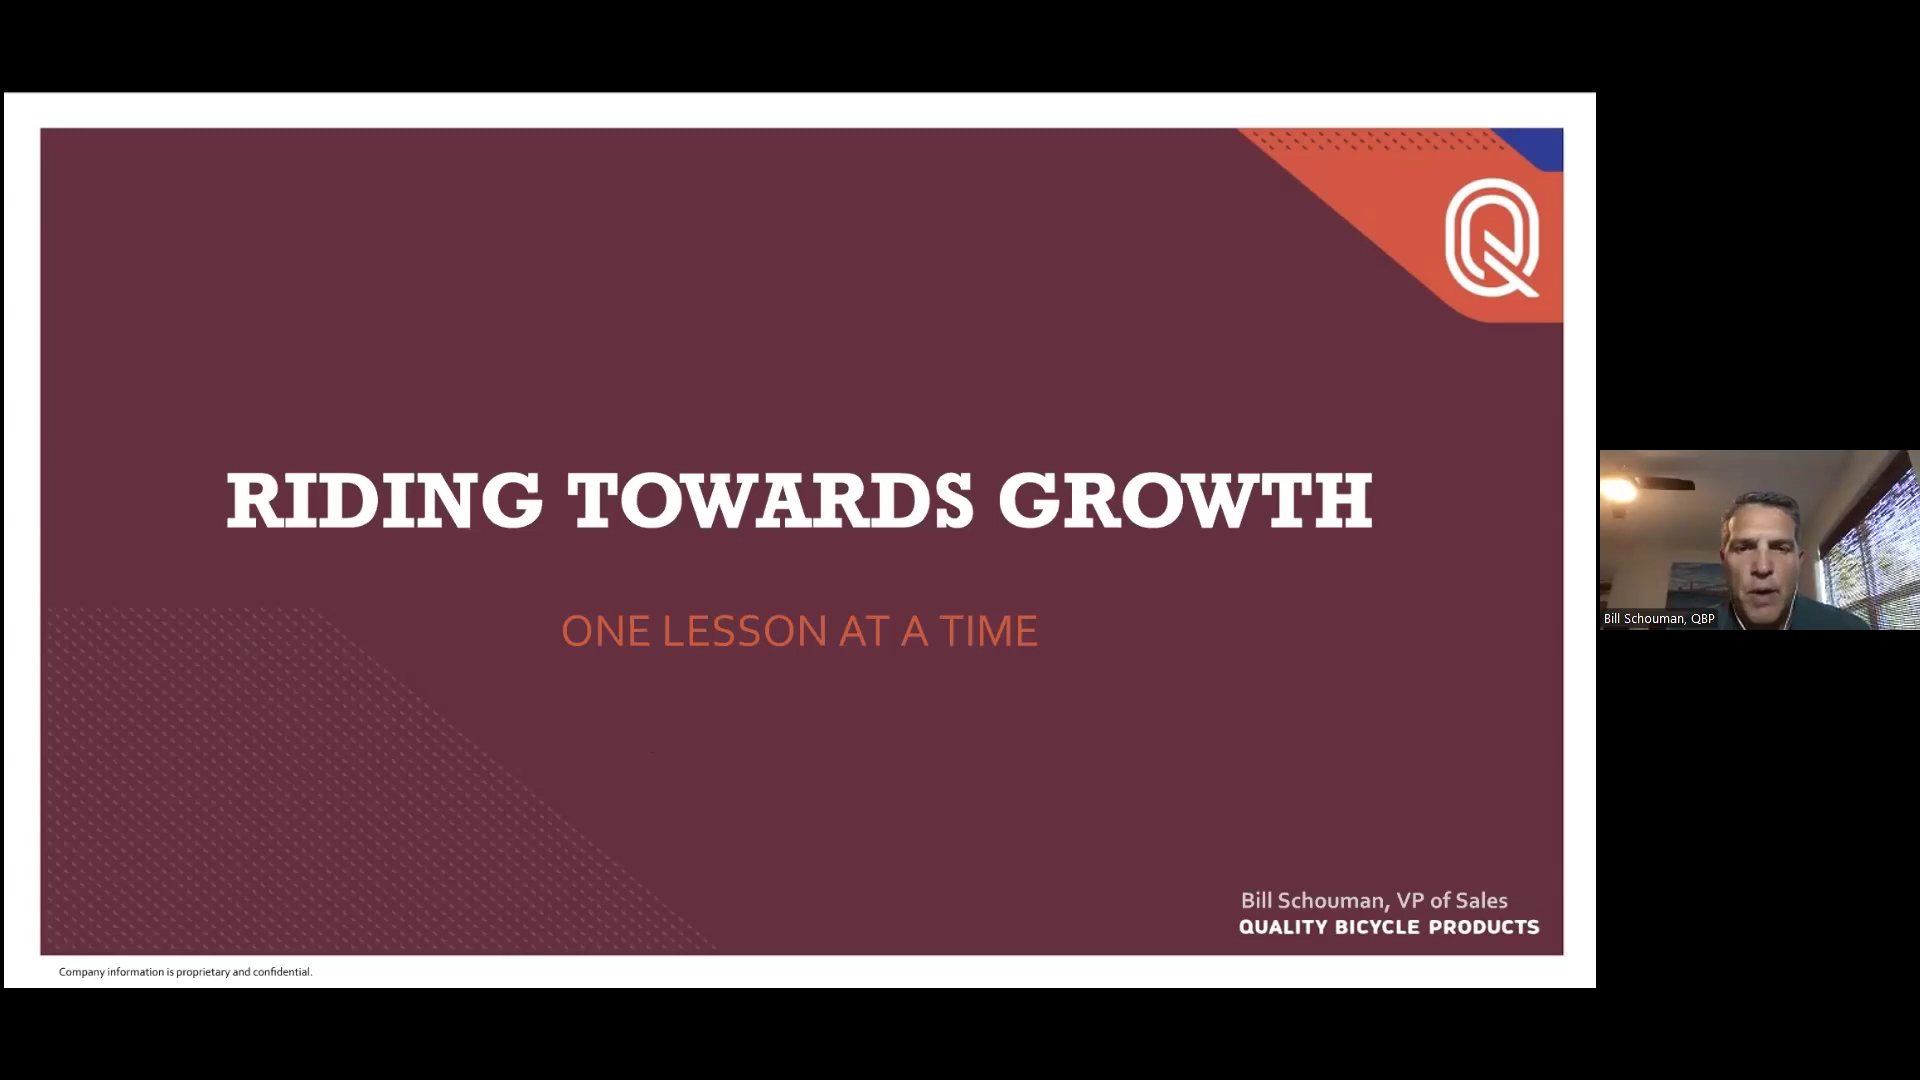 RIDING TOWARDS GROWTH
ONE LESSON AT A TIME
Bill Schouman, VP of Sales
QUALITY BICYCLE PRODUCTS
Company information is proprietary and confidential.
Bill Schouman, QBP